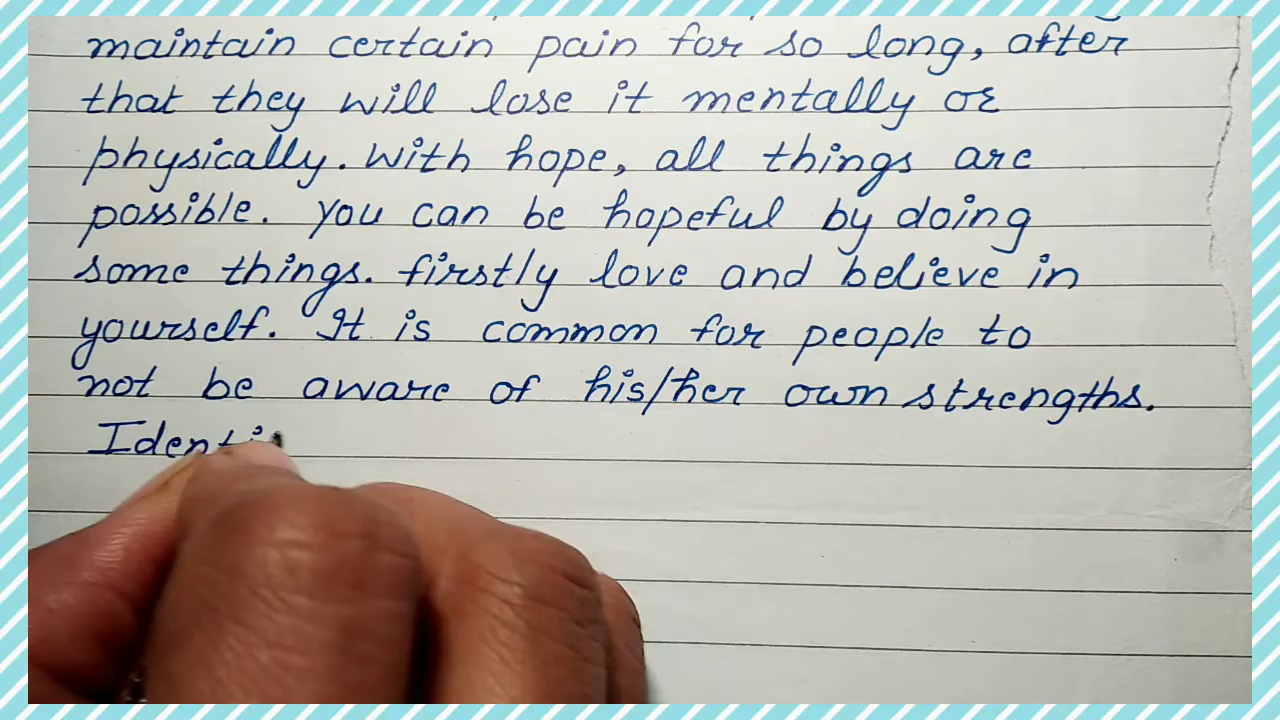 maintain certain pain for so long, after
that they will lose it mentally or
physically. With hope, all things are
possible. You can be hopeful by doing
some things. firstly love and believe in
yourself. It is common for people to
not be aware of his/her own strengths.
Identi